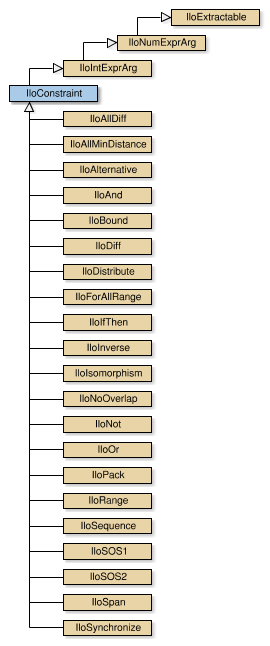 IloExtractable
IloNumExprArg
IloIntExprArg
IloConstraint
IloAllDiff
IloAllMinDistance
IloAlternative
IloAnd
IloBound
IloDiff
IloDistribute
IloForAllRange
IloIfThen
IloInverse
IloIsomorphism
IloNoOverlap
IloNot
IloOr
IloPack
IloRange
IloSequence
IloSOS1
IloSOS2
IloSpan
IloSynchronize